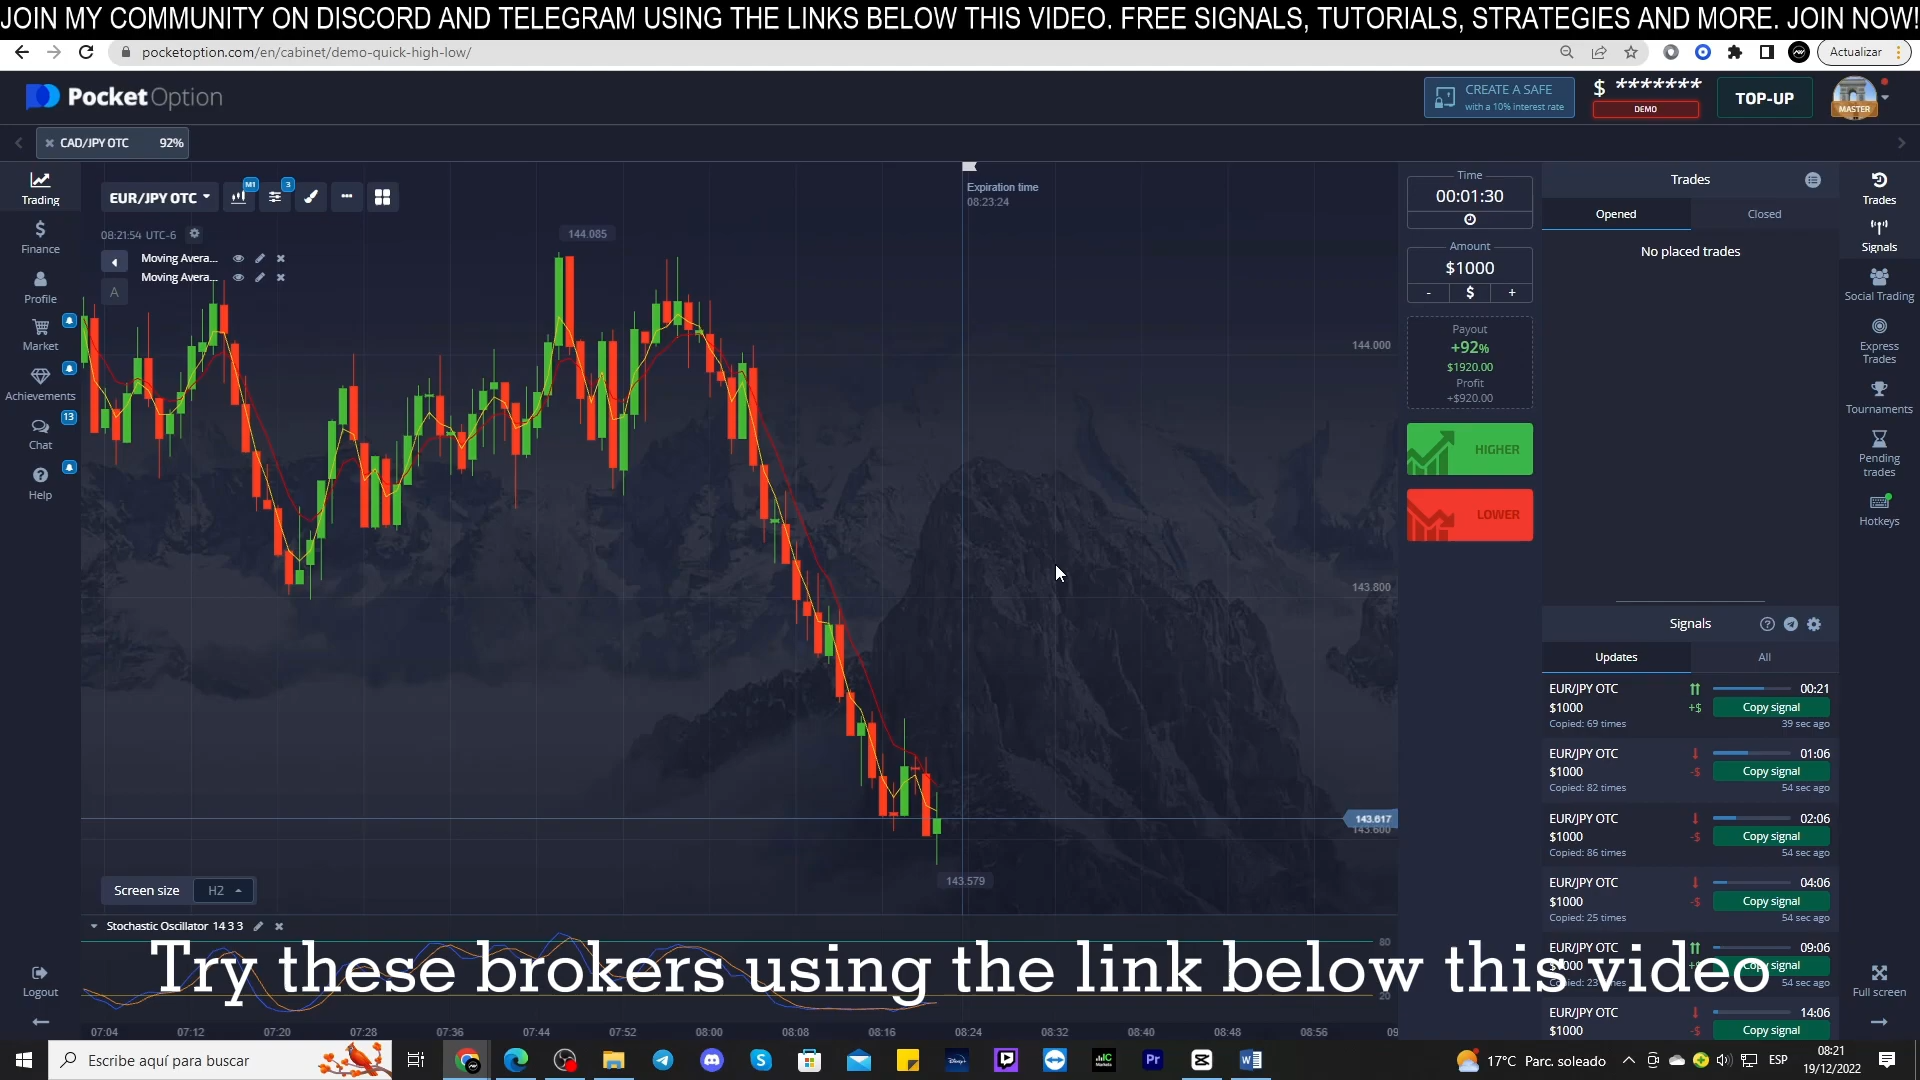 JOIN MY COMMUNITY ON DISCORD AND TELEGRAM USING THE LINKS BELOW THIS VIDEO. FREE SIGNALS, TUTORIALS, STRATEGIES AND MORE. JOIN NOW!
pocketoption.com/en/cabinet/demo-quick-high-low/
Actualizar
PocketOption
CREATE A SAFE
with a 10% interest rate
$ *******
DEMO
TOP-UP
MASTER
CAD/JPY OTC 92%
Trading
Finance
Profile
Market
Achievements
Chat
13
Help
Logout
EUR/JPY OTC
M1
3
08:21:54 UTC-6
Moving Avera...
Moving Avera...
A
144.085
Expiration time
08:23:24
144.000
143.800
143.617
143.600
143.579
Screen size H2
Stochastic Oscillator 14 3 3
80
20
Try these brokers using the link below this video
07:04 07:12 07:20 07:28 07:36 07:44 07:52 08:00 08:08 08:16 08:24 08:32 08:40 08:48 08:56 09
Time
00:01:30
Amount
$1000
- $ +
Payout
+92%
$1920.00
Profit
+$920.00
HIGHER
LOWER
Trades
Opened Closed
No placed trades
Signals
Updates All
EUR/JPY OTC 00:21
$1000 +$ Copy signal
Copied: 69 times 39 sec ago
EUR/JPY OTC 01:06
$1000 -$ Copy signal
Copied: 82 times 54 sec ago
EUR/JPY OTC 02:06
$1000 -$ Copy signal
Copied: 86 times 54 sec ago
EUR/JPY OTC 04:06
$1000 -$ Copy signal
Copied: 25 times 54 sec ago
EUR/JPY OTC 09:06
$1000 Copy signal
Copied: 23 54 sec ago
EUR/JPY OTC 14:06
$1000 -$ Copy signal
Trades
Signals
Social Trading
Express
Trades
Tournaments
Pending
trades
Hotkeys
Full screen
Escribe aquí para buscar
17°C Parc. soleado
ESP
08:21
19/12/2022